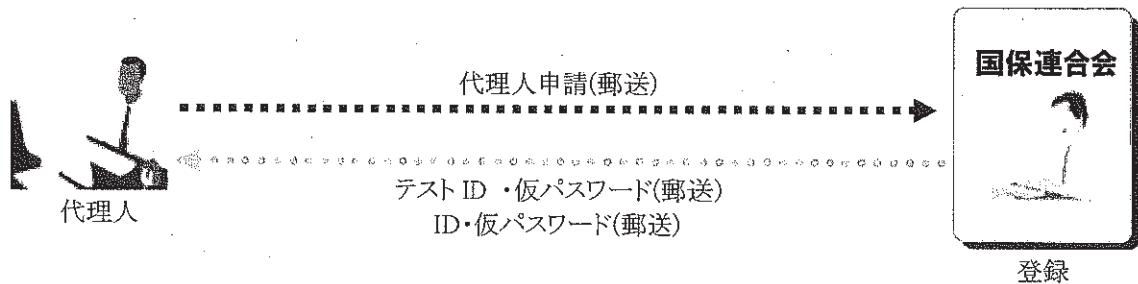 国保連合会
代理人申請(郵送)
テスト ID ・仮パスワード(郵送)
ID・仮パスワード(郵送)
代理人
登録